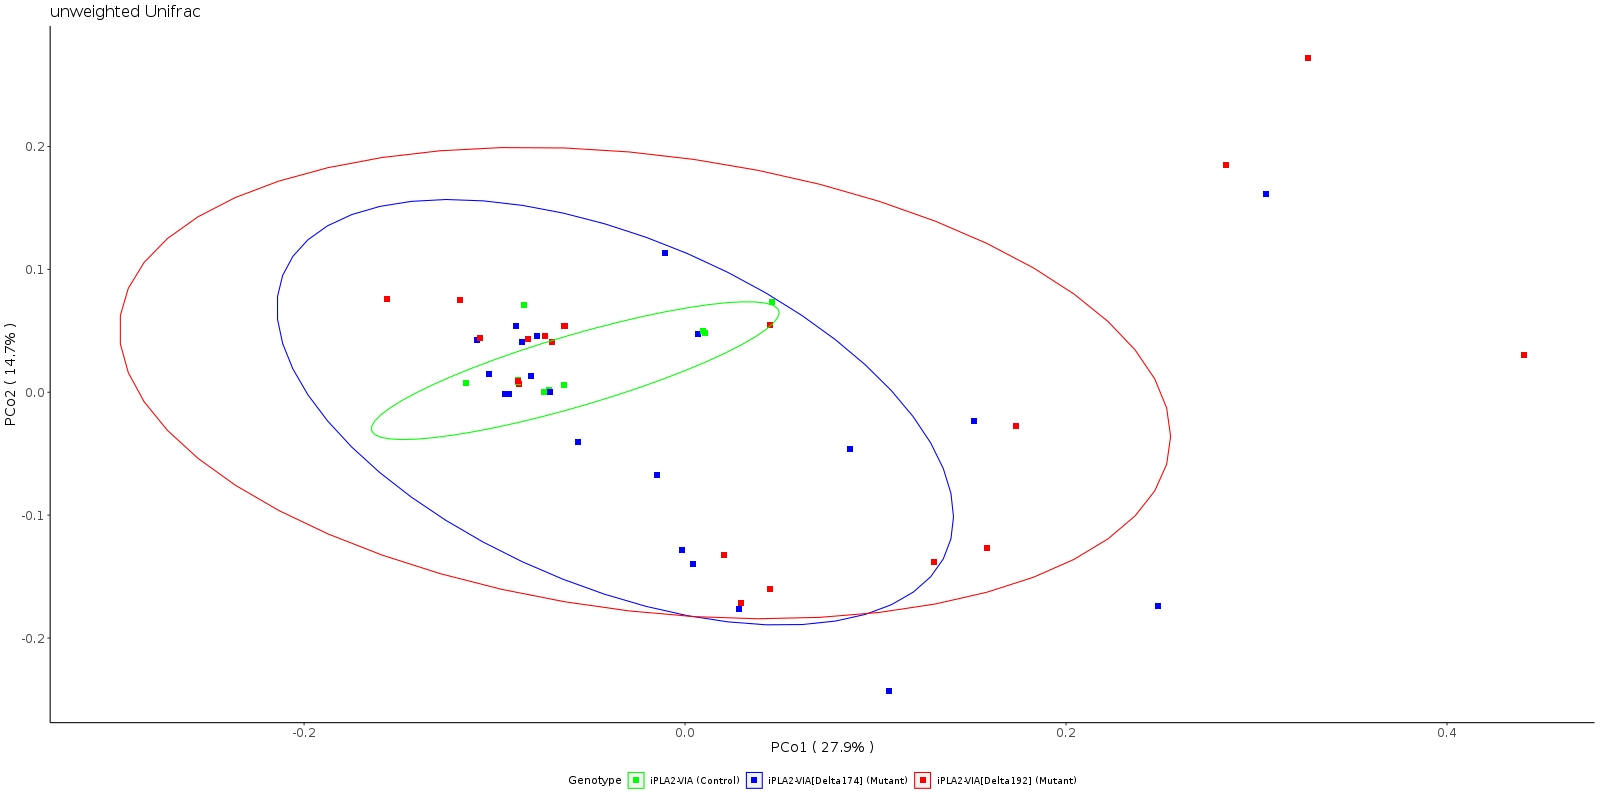 unweighted Unifrac
PCo2 ( 14.7% )
0.2
0.1
0.0
-0.1
-0.2
-0.2
0.0
0.2
0.4
PCo1 ( 27.9% )
Genotype iPLA2-VIA (Control) iPLA2-VIA[Delta174] (Mutant) iPLA2-VIA[Delta192] (Mutant)